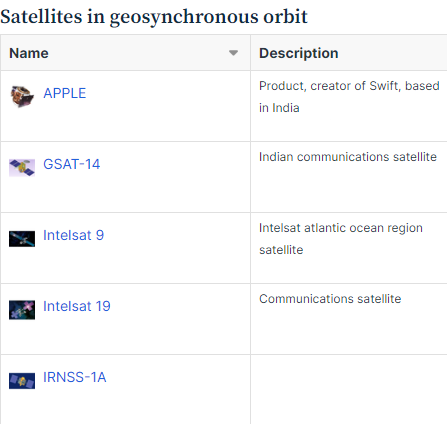 Satellites in geosynchronous orbit
Name Description
APPLE Product, creator of Swift, based
in India
GSAT-14 Indian communications satellite
Intelsat 9 Intelsat atlantic ocean region
satellite
Intelsat 19 Communications satellite
IRNSS-1A